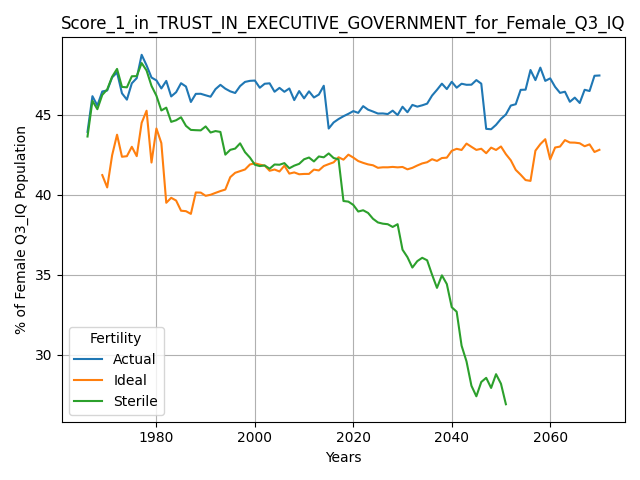 Score_1_in_TRUST_IN_EXECUTIVE_GOVERNMENT_for_Female_Q3_IQ
% of Female Q3_IQ Population
45
40
35
30
Fertility
Actual
Ideal
Sterile
1980 2000 2020 2040 2060
Years